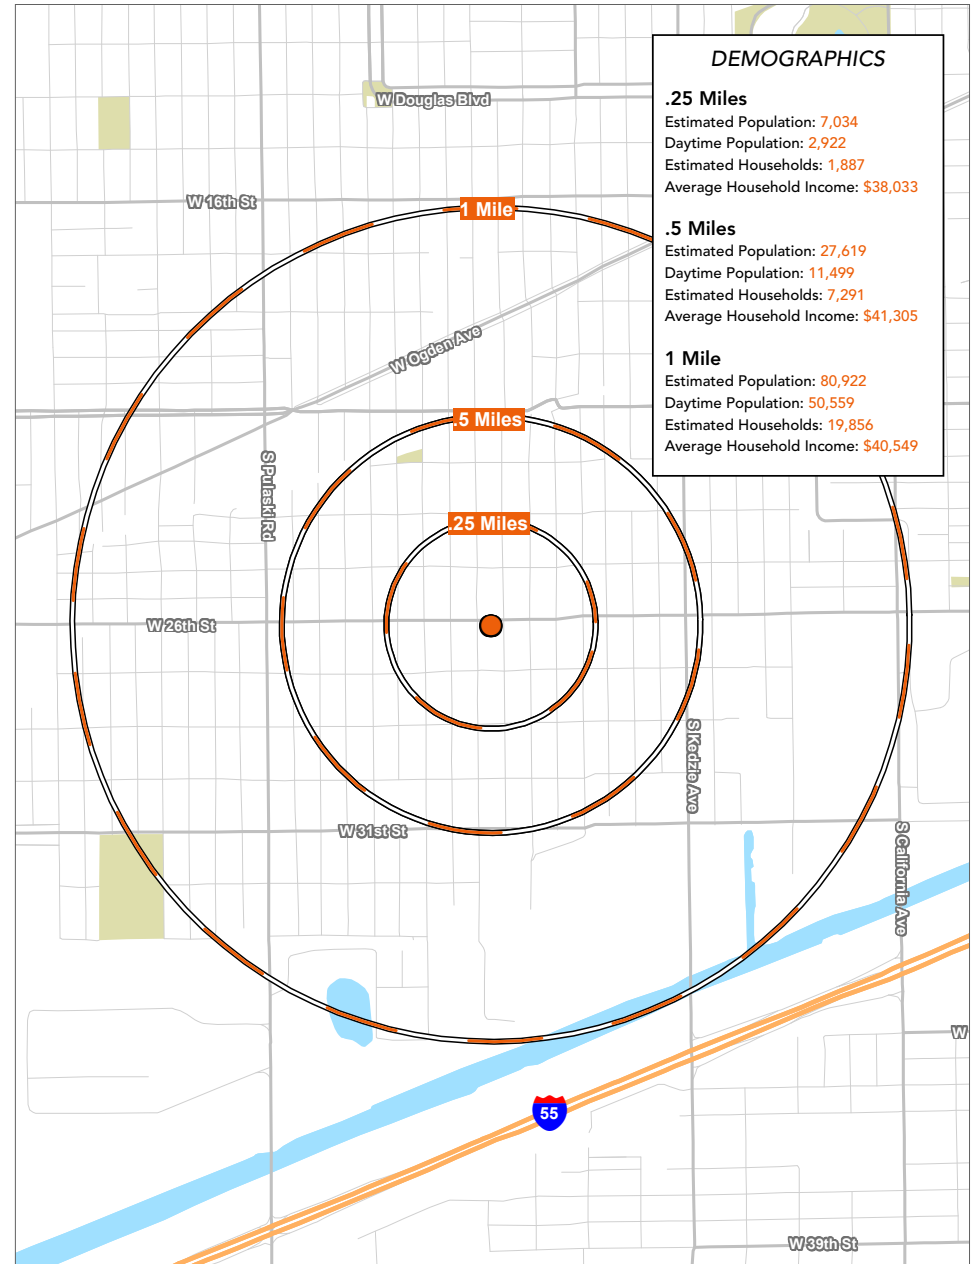 DEMOGRAPHICS
.25 Miles
Estimated Population: 7,034
Daytime Population: 2,922
Estimated Households: 1,887
Average Household Income: $38,033
.5 Miles
Estimated Population: 27,619
Daytime Population: 11,499
Estimated Households: 7,291
Average Household Income: $41,305
1 Mile
Estimated Population: 80,922
Daytime Population: 50,559
Estimated Households: 19,856
Average Household Income: $40,549
W Douglas Blvd
W 16th St
1 Mile
W Ogden Ave
.5 Miles
S Pulaski Rd
.25 Miles
W 26th St
S Kedzie Ave
W 31st St
S California Ave
W
55
W 39th St